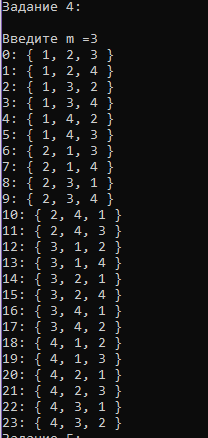 Задание 4:
Введите m =3
0: { 1, 2, 3 }
1: { 1, 2, 4 }
2: { 1, 3, 2 }
3: { 1, 3, 4 }
4: { 1, 4, 2 }
5: { 1, 4, 3 }
6: { 2, 1, 3 }
7: { 2, 1, 4 }
8: { 2, 3, 1 }
9: { 2, 3, 4 }
10: { 2, 4, 1 }
11: { 2, 4, 3 }
12: { 3, 1, 2 }
13: { 3, 1, 4 }
14: { 3, 2, 1 }
15: { 3, 2, 4 }
16: { 3, 4, 1 }
17: { 3, 4, 2 }
18: { 4, 1, 2 }
19: { 4, 1, 3 }
20: { 4, 2, 1 }
21: { 4, 2, 3 }
22: { 4, 3, 1 }
23: { 4, 3, 2 }
Задание 5: